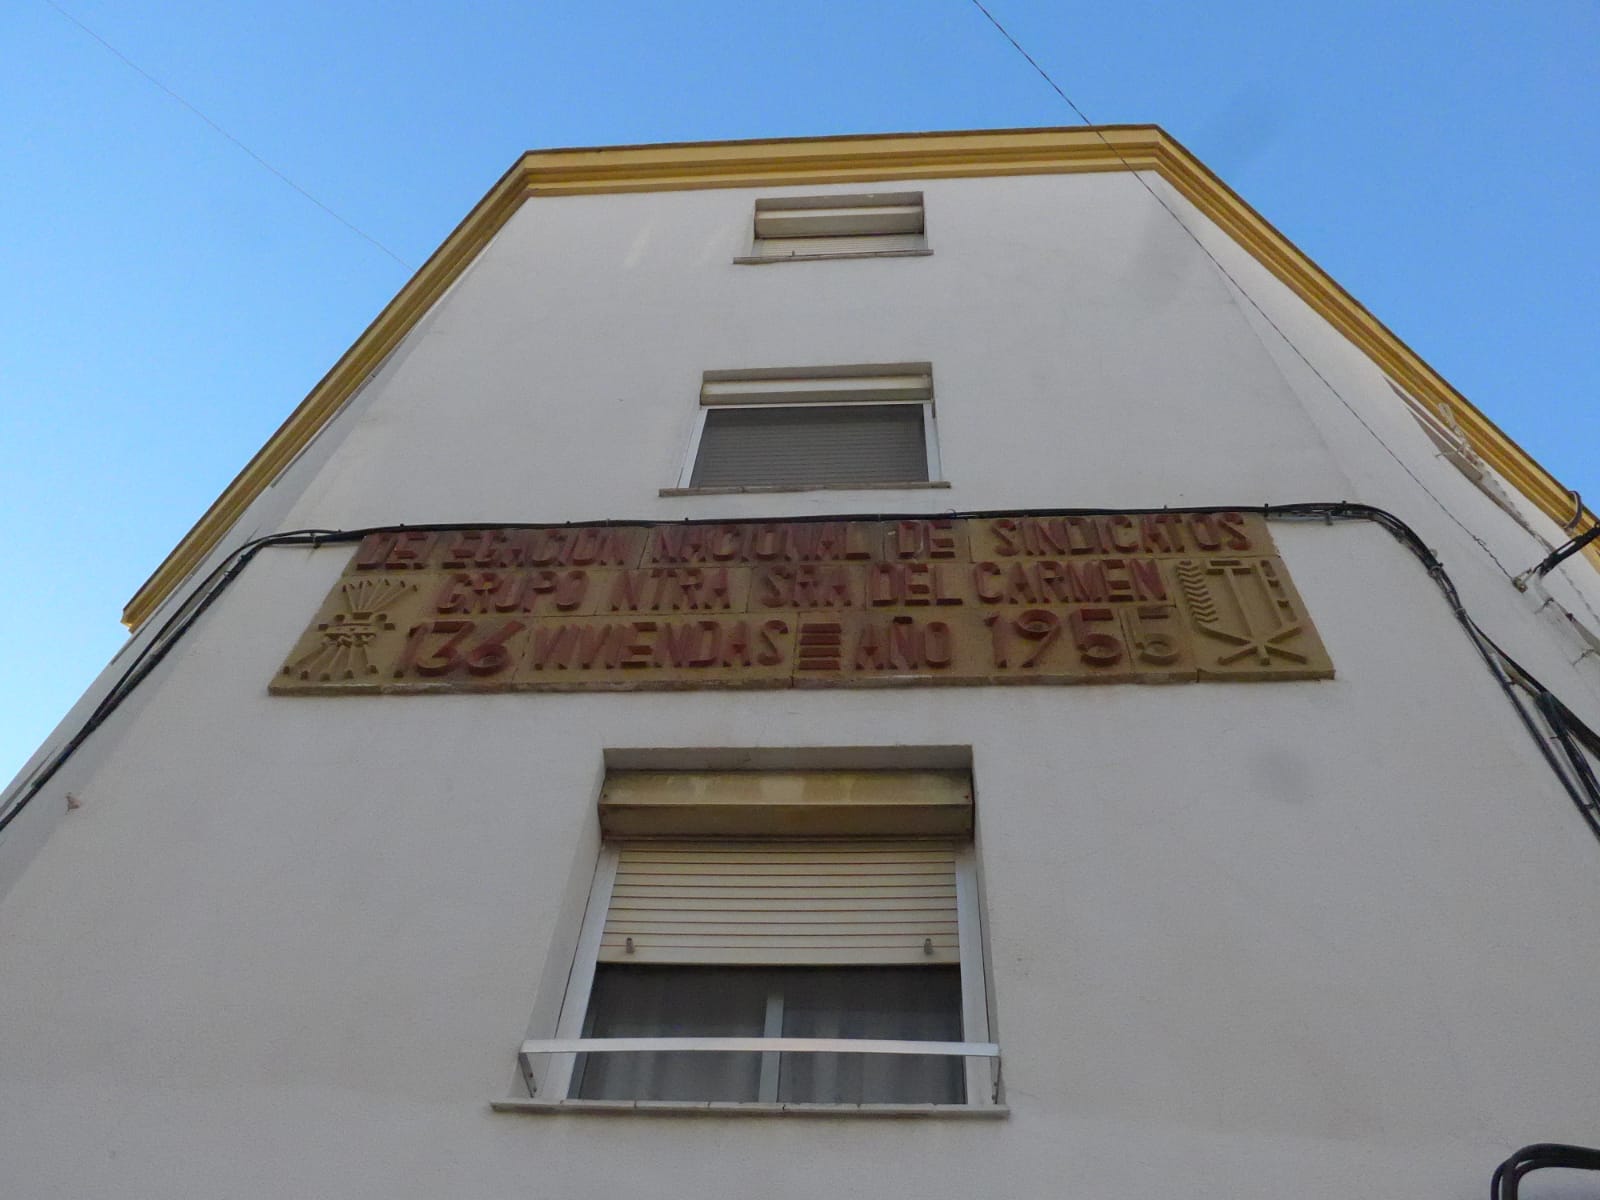 DELEGACION NACIONAL DE SINDICATOS
GRUPO NTRA SRA DEL CARMEN
136 VIVIENDAS AÑO 1955